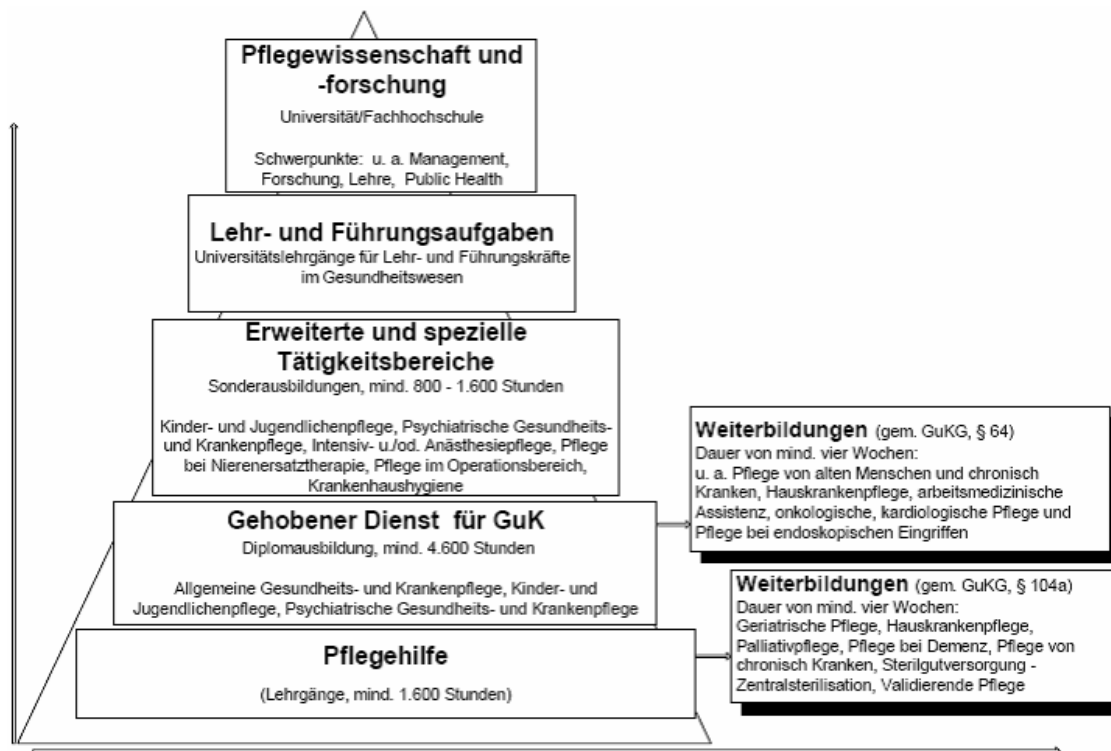 Pflegewissenschaft und
-forschung
Universität/Fachhochschule
Schwerpunkte: u. a. Management,
Forschung, Lehre, Public Health
Lehr- und Führungsaufgaben
Universitätslehrgänge für Lehr- und Führungskräfte
im Gesundheitswesen
Erweiterte und spezielle
Tätigkeitsbereiche
Sonderausbildungen, mind. 800 - 1.600 Stunden
Kinder- und Jugendlichenpflege, Psychiatrische Gesundheits-
und Krankenpflege, Intensiv- u./od. Anästhesiepflege, Pflege
bei Nierenersatztherapie, Pflege im Operationsbereich,
Krankenhaushygiene
Gehobener Dienst für GuK
Diplomausbildung, mind. 4.600 Stunden
Allgemeine Gesundheits- und Krankenpflege, Kinder- und
Jugendlichenpflege, Psychiatrische Gesundheits- und Krankenpflege
Pflegehilfe
(Lehrgänge, mind. 1.600 Stunden)
Weiterbildungen (gem. GuKG, § 64)
Dauer von mind. vier Wochen:
u. a. Pflege von alten Menschen und chronisch
Kranken, Hauskrankenpflege, arbeitsmedizinische
Assistenz, onkologische, kardiologische Pflege und
Pflege bei endoskopischen Eingriffen
Weiterbildungen (gem. GuKG, § 104a)
Dauer von mind. vier Wochen:
Geriatrische Pflege, Hauskrankenpflege,
Palliativpflege, Pflege bei Demenz, Pflege von
chronisch Kranken, Sterilgutversorgung -
Zentralsterilisation, Validierende Pflege